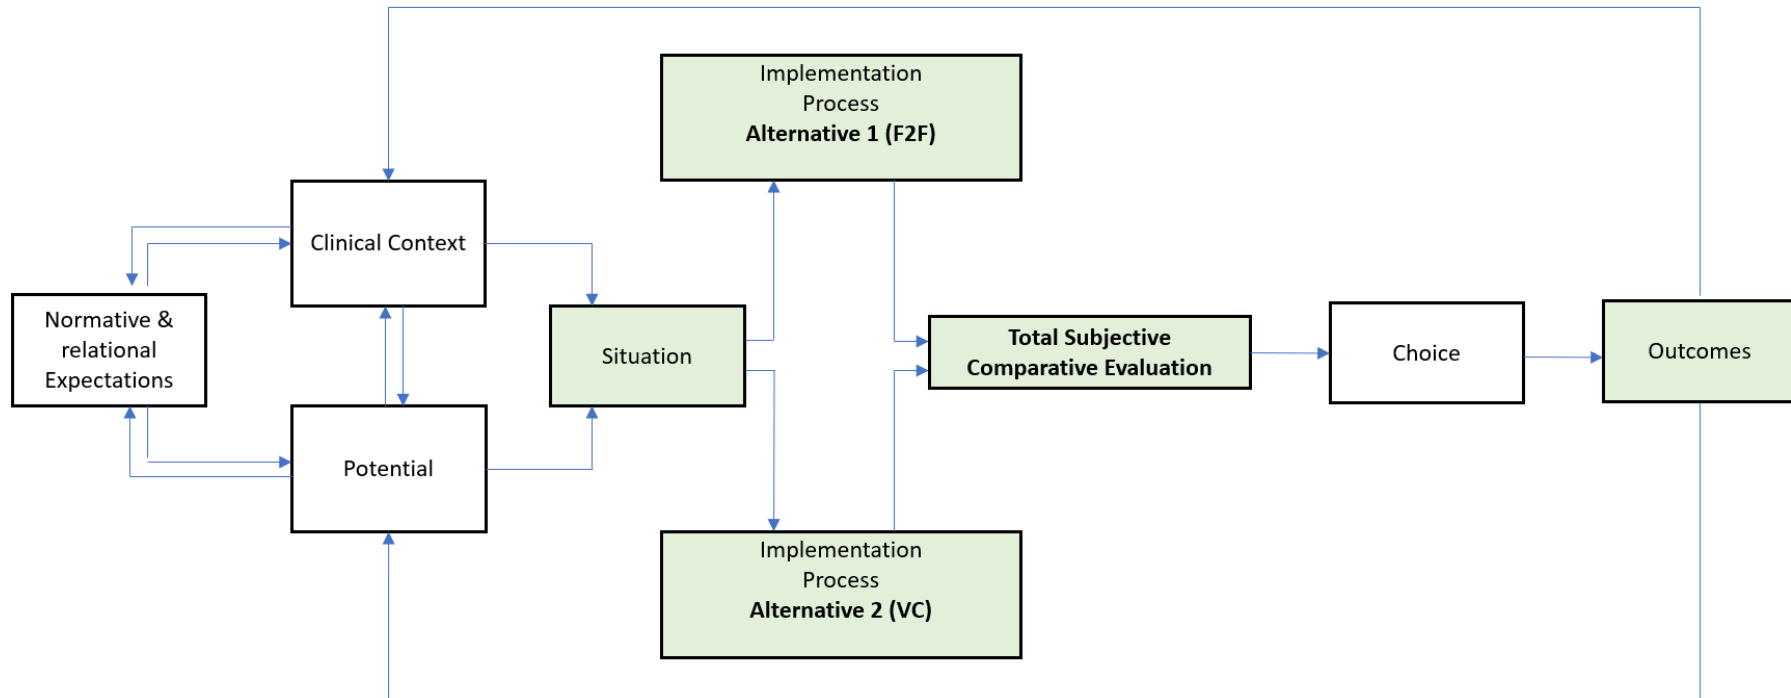 Implementation
Process
Alternative 1 (F2F)
Clinical Context
Normative &
relational
Expectations
Situation
Potential
Total Subjective
Comparative Evaluation
Choice
Outcomes
Implementation
Process
Alternative 2 (VC)